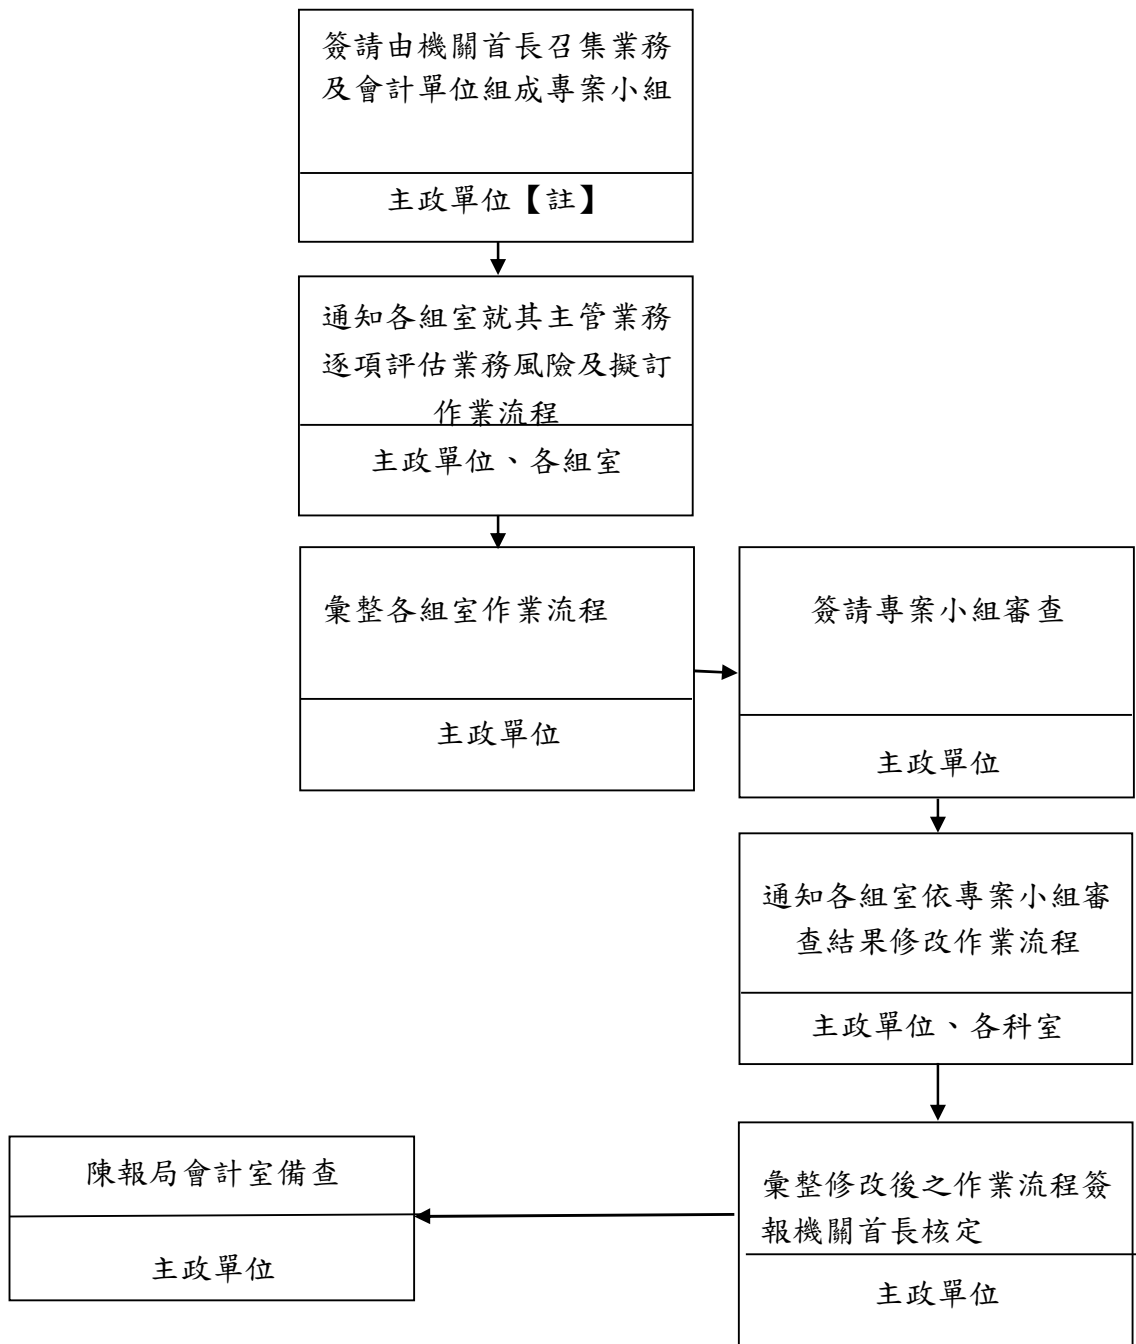 簽請由機關首長召集業務
及會計單位組成專案小組
主政單位【註】
通知各組室就其主管業務
逐項評估業務風險及擬訂
作業流程
主政單位、各組室
彙整各組室作業流程
主政單位
簽請專案小組審查
主政單位
通知各組室依專案小組審
查結果修改作業流程
主政單位、各科室
彙整修改後之作業流程簽
報機關首長核定
主政單位
陳報局會計室備查
主政單位